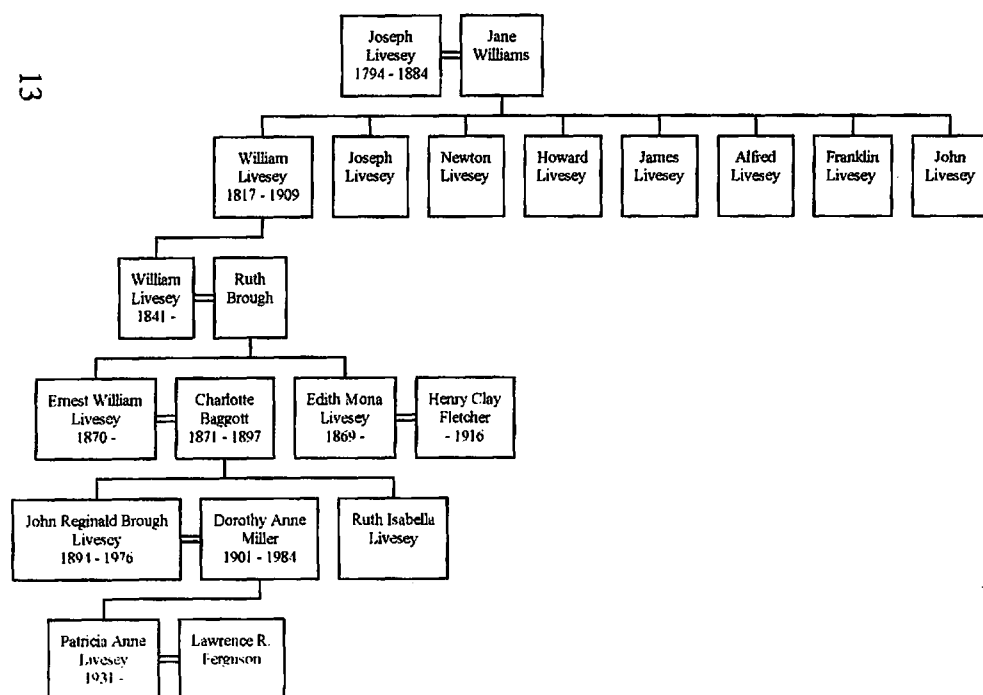 13
Joseph
Livesey
1794 - 1884
Jane
Williams
William
Livesey
1817 - 1909
Joseph
Livesey
Newton
Livesey
Howard
Livesey
James
Livesey
Alfred
Livesey
Franklin
Livesey
John
Livesey
William
Livesey
1841 -
Ruth
Brough
Ernest William
Livesey
1870 -
Charlotte
Baggott
1871 - 1897
Edith Mona
Livesey
1869 -
Henry Clay
Fletcher
- 1916
John Reginald Brough
Livesey
1894 - 1976
Dorothy Anne
Miller
1901 - 1984
Ruth Isabella
Livesey
Patricia Anne
Livesey
1931 -
Lawrence R.
Ferguson